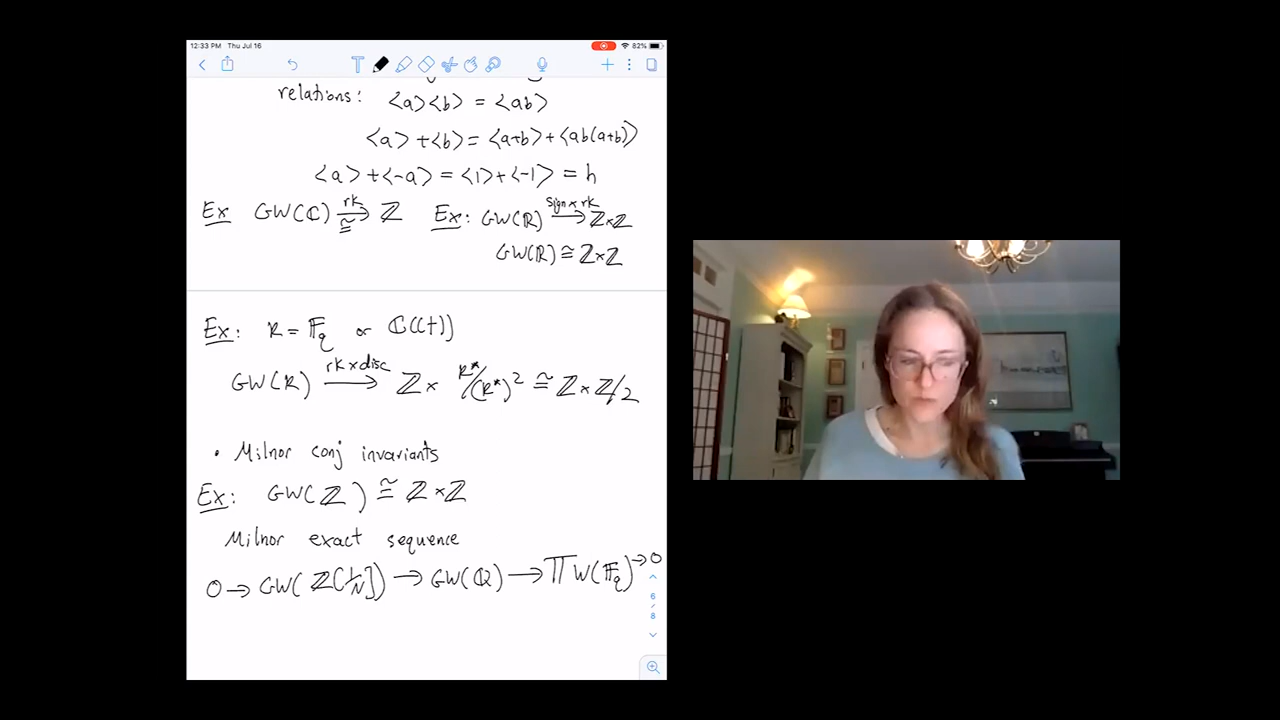 12:33 PM Thu Jul 16
82%
relations: <a><b> = <ab>
<a> + <b> = <a+b> + <ab(a+b)>
<a> + <-a> = <1> + <-1> = h
Ex GW(ℂ) rk→≅ ℤ Ex: GW(ℝ) sign×rk→ ℤ×ℤ
GW(ℝ) ≅ ℤ×ℤ
Ex: R = 𝔽q or ℂ((t))
GW(R) rk×disc→ ℤ × R*/(R*)² ≅ ℤ × ℤ/2
• Milnor conj invariants
Ex: GW(ℤ) ≅ ℤ×ℤ
Milnor exact sequence
0 → GW(ℤ[1/N]) → GW(ℚ) → ∏ W(𝔽q) → 0
6
/
8